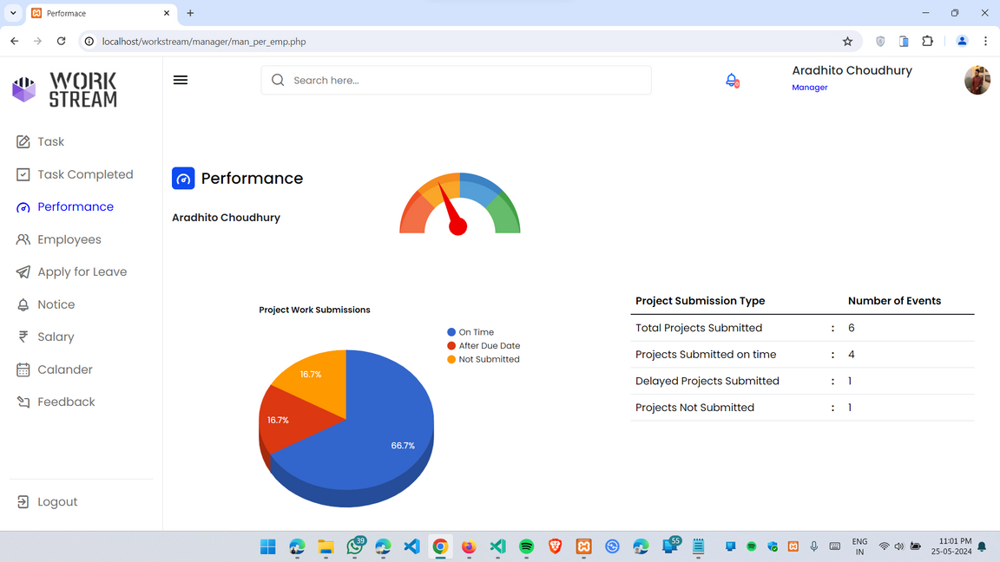 Performace
localhost/workstream/manager/man_per_emp.php
WORK
STREAM
Search here...
Aradhito Choudhury
Manager
Task
Task Completed
Performance
Employees
Apply for Leave
Notice
Salary
Calander
Feedback
Logout
Performance
Aradhito Choudhury
Project Work Submissions
On Time
After Due Date
Not Submitted
16.7%
16.7%
66.7%
Project Submission Type Number of Events
Total Projects Submitted : 6
Projects Submitted on time : 4
Delayed Projects Submitted : 1
Projects Not Submitted : 1
39
55
ENG
IN
11:01 PM
25-05-2024